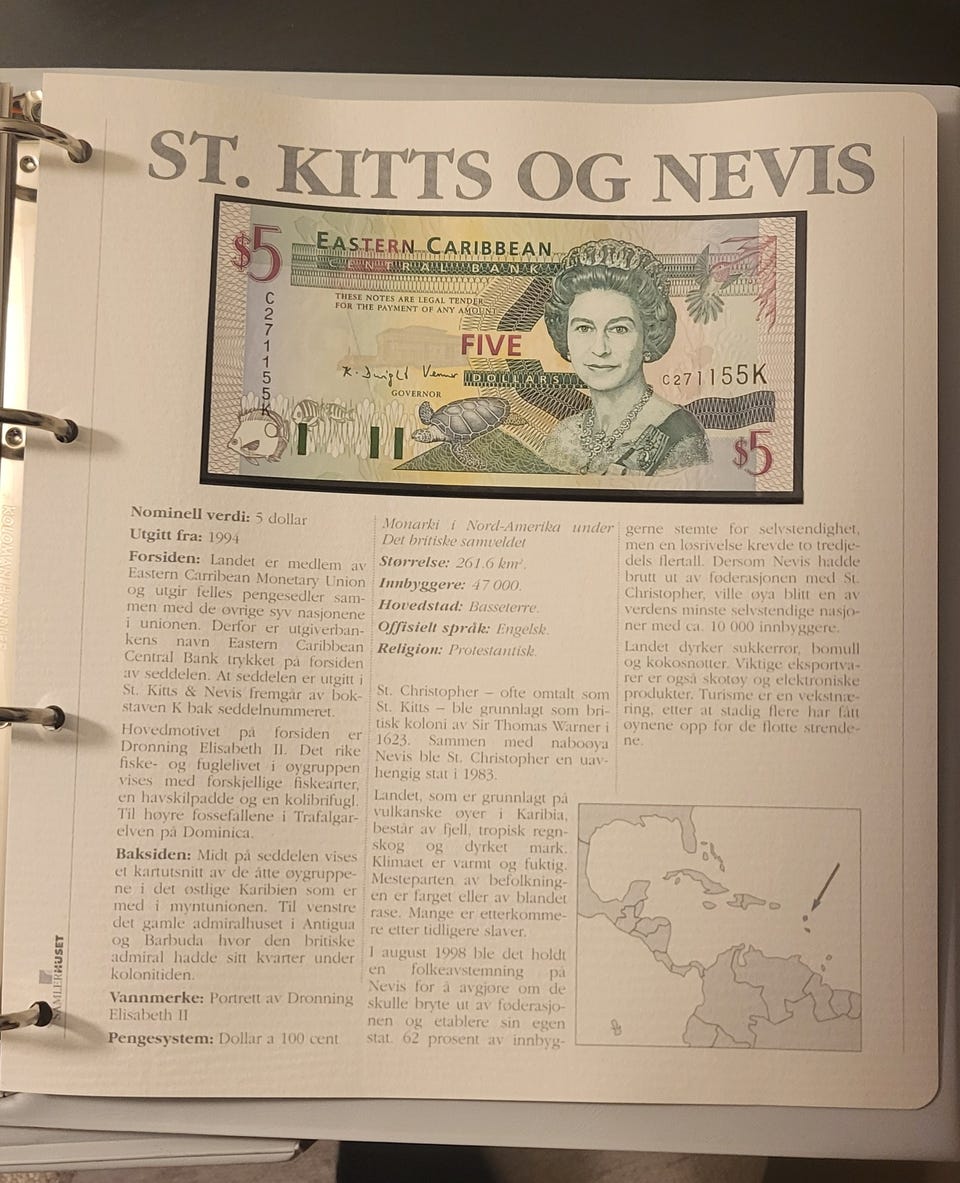 ST. KITTS OG NEVIS
$5
EASTERN CARIBBEAN
CENTRAL BANK
THESE NOTES ARE LEGAL TENDER
FOR THE PAYMENT OF ANY AMOUNT
FIVE
DOLLARS
K. Dwight Venner
GOVERNOR
C271155K
C271155K
$5
Nominell verdi: 5 dollar
Utgitt fra: 1994
Forsiden: Landet er medlem av
Eastern Carribean Monetary Union
og utgir felles pengesedler sam-
men med de øvrige syv nasjonene
i unionen. Derfor er utgiverban-
kens navn Eastern Caribbean
Central Bank trykket på forsiden
av seddelen. At seddelen er utgitt i
St. Kitts & Nevis fremgår av bok-
staven K bak seddelnummeret.
Hovedmotivet på forsiden er
Dronning Elisabeth II. Det rike
fiske- og fuglelivet i øygruppen
vises med forskjellige fiskearter,
en havskilpadde og en kolibrifugl.
Til høyre fossefallene i Trafalgar-
elven på Dominica.
Baksiden: Midt på seddelen vises
et kartutsnitt av de åtte øygruppe-
ne i det østlige Karibien som er
med i myntunionen. Til venstre
det gamle admiralhuset i Antigua
og Barbuda hvor den britiske
admiral hadde sitt kvarter under
kolonitiden.
Vannmerke: Portrett av Dronning
Elisabeth II
Pengesystem: Dollar a 100 cent
Monarki i Nord-Amerika under
Det britiske samveldet
Størrelse: 261.6 km².
Innbyggere: 47 000.
Hovedstad: Basseterre.
Offisielt språk: Engelsk.
Religion: Protestantisk.
St. Christopher – ofte omtalt som
St. Kitts – ble grunnlagt som bri-
tisk koloni av Sir Thomas Warner i
1623. Sammen med naboøya
Nevis ble St. Christopher en uav-
hengig stat i 1983.
Landet, som er grunnlagt på
vulkanske øyer i Karibia,
består av fjell, tropisk regn-
skog og dyrket mark.
Klimaet er varmt og fuktig.
Mesteparten av befolkning-
en er farget eller av blandet
rase. Mange er etterkomme-
re etter tidligere slaver.
I august 1998 ble det holdt
en folkeavstemning på
Nevis for å avgjøre om de
skulle bryte ut av føderasjo-
nen og etablere sin egen
stat. 62 prosent av innbyg-
gerne stemte for selvstendighet,
men en løsrivelse krevde to tredje-
dels flertall. Dersom Nevis hadde
brutt ut av føderasjonen med St.
Christopher, ville øya blitt en av
verdens minste selvstendige nasjo-
ner med ca. 10 000 innbyggere.
Landet dyrker sukkerrør, bomull
og kokosnøtter. Viktige eksportva-
rer er også skotøy og elektroniske
produkter. Turisme er en vekstnæ-
ring, etter at stadig flere har fått
øynene opp for de flotte strende-
ne.
SAMLERHUSET